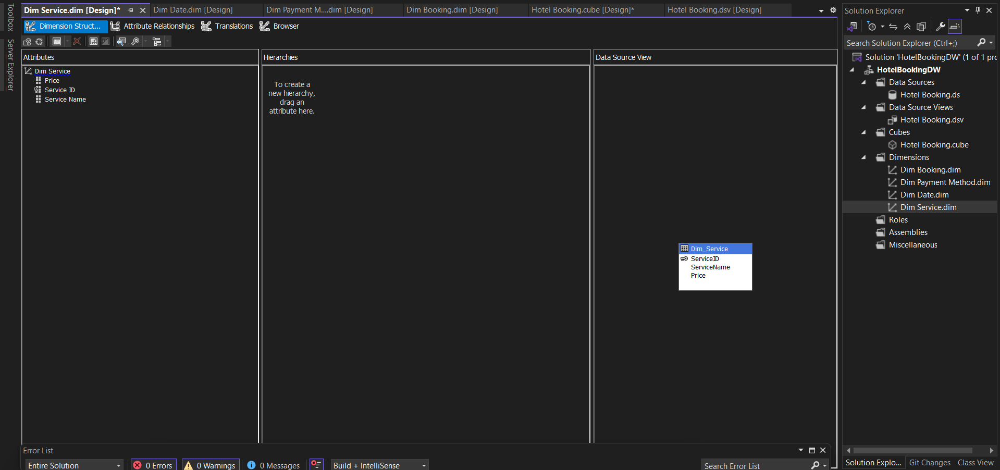 Toolbox
Server Explorer
Dim Service.dim [Design]*
Dim Date.dim [Design]
Dim Payment M....dim [Design]
Dim Booking.dim [Design]
Hotel Booking.cube [Design]*
Hotel Booking.dsv [Design]
Dimension Struct...
Attribute Relationships
Translations
Browser
Attributes
Dim Service
Price
Service ID
Service Name
Hierarchies
To create a
new hierarchy,
drag an
attribute here.
Data Source View
Dim_Service
ServiceID
ServiceName
Price
Error List
Entire Solution
0 Errors
0 Warnings
0 Messages
Build + IntelliSense
Search Error List
Solution Explorer
Search Solution Explorer (Ctrl+;)
Solution 'HotelBookingDW' (1 of 1 prc
HotelBookingDW
Data Sources
Hotel Booking.ds
Data Source Views
Hotel Booking.dsv
Cubes
Hotel Booking.cube
Dimensions
Dim Booking.dim
Dim Payment Method.dim
Dim Date.dim
Dim Service.dim
Roles
Assemblies
Miscellaneous
Solution Explo...
Git Changes
Class View